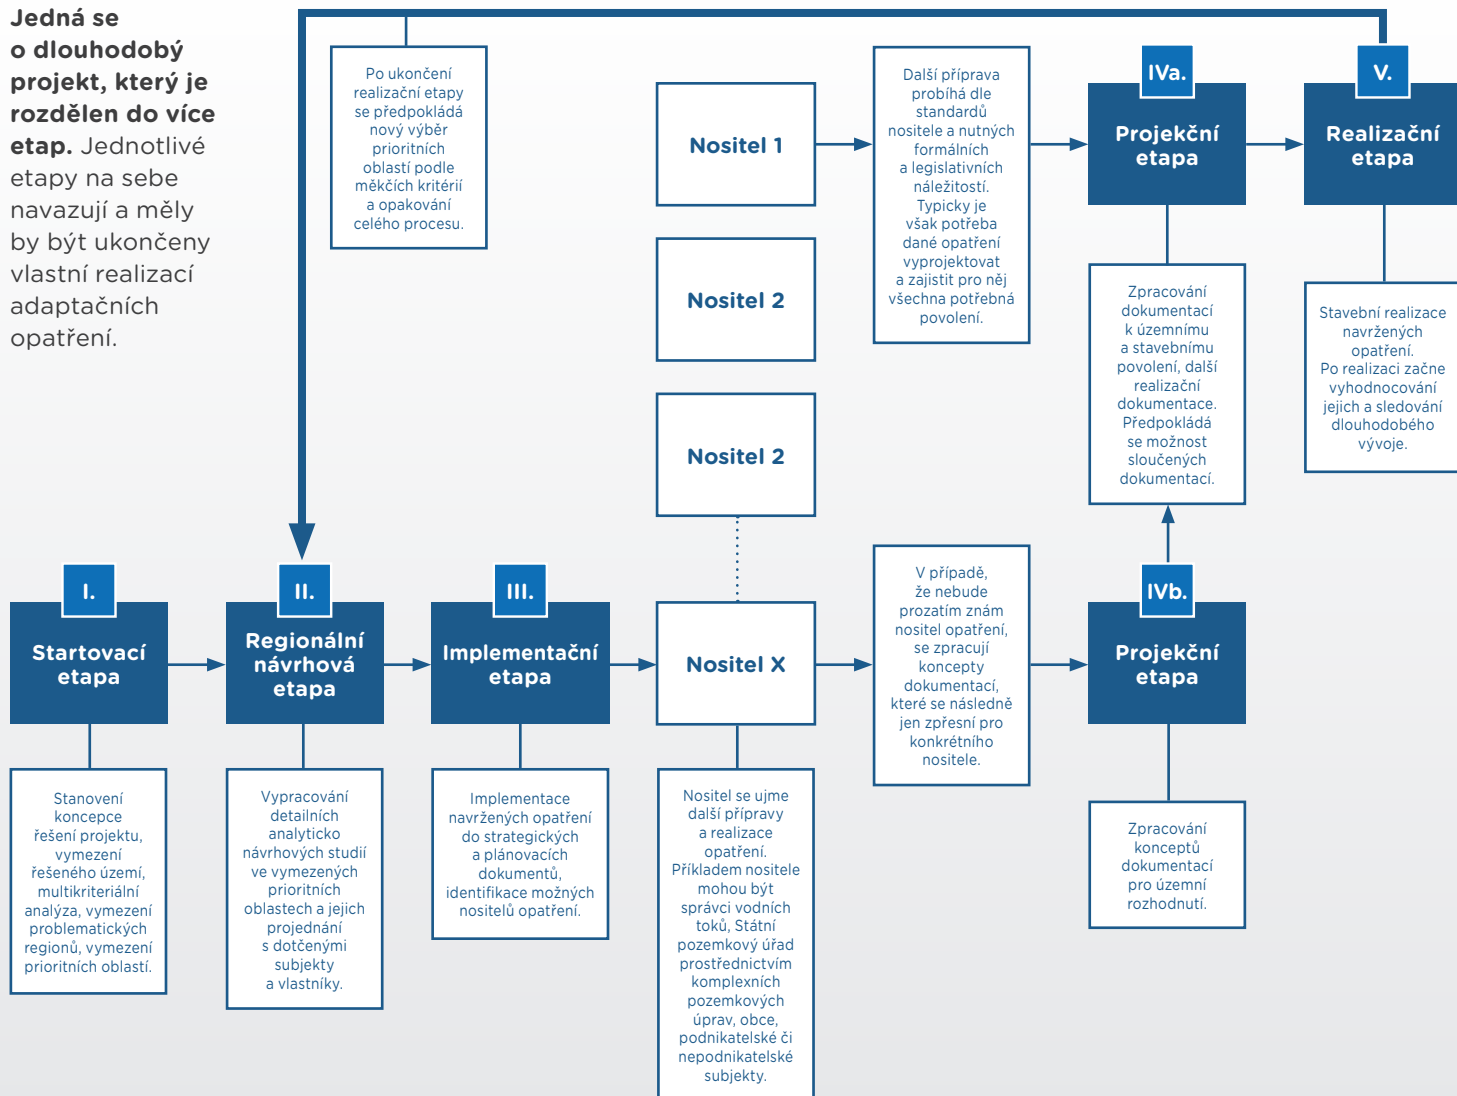 Jedná se
o dlouhodobý
projekt, který je
rozdělen do více
etap. Jednotlivé
etapy na sebe
navazují a měly
by být ukončeny
vlastní realizací
adaptačních
opatření.
Po ukončení
realizační etapy
se předpokládá
nový výběr
prioritních
oblastí podle
měkčích kritérií
a opakování
celého procesu.
Nositel 1
Další příprava
probíhá dle
standardů
nositele a nutných
formálních
a legislativních
náležitostí.
Typicky je
však potřeba
dané opatření
vyprojektovat
a zajistit pro něj
všechna potřebná
povolení.
IVa.
Projekční
etapa
V.
Realizační
etapa
Nositel 2
Zpracování
dokumentací
k územnímu
a stavebnímu
povolení, další
realizační
dokumentace.
Předpokládá
se možnost
sloučených
dokumentací.
Stavební realizace
navržených
opatření.
Po realizaci začne
vyhodnocování
jejich a sledování
dlouhodobého
vývoje.
Nositel 2
I.
Startovací
etapa
II.
Regionální
návrhová
etapa
III.
Implementační
etapa
Nositel X
V případě,
že nebude
prozatím znám
nositel opatření,
se zpracují
koncepty
dokumentací,
které se následně
jen zpřesní pro
konkrétního
nositele.
IVb.
Projekční
etapa
Stanovení
koncepce
řešení projektu,
vymezení
řešeného území,
multikriteriální
analýza, vymezení
problematických
regionů, vymezení
prioritních oblastí.
Vypracování
detailních
analyticko
návrhových studií
ve vymezených
prioritních
oblastech a jejich
projednání
s dotčenými
subjekty
a vlastníky.
Implementace
navržených opatření
do strategických
a plánovacích
dokumentů,
identifikace možných
nositelů opatření.
Nositel se ujme
další přípravy
a realizace
opatření.
Příkladem nositele
mohou být
správci vodních
toků, Státní
pozemkový úřad
prostřednictvím
komplexních
pozemkových
úprav, obce,
podnikatelské či
nepodnikatelské
subjekty.
Zpracování
konceptů
dokumentací
pro územní
rozhodnutí.